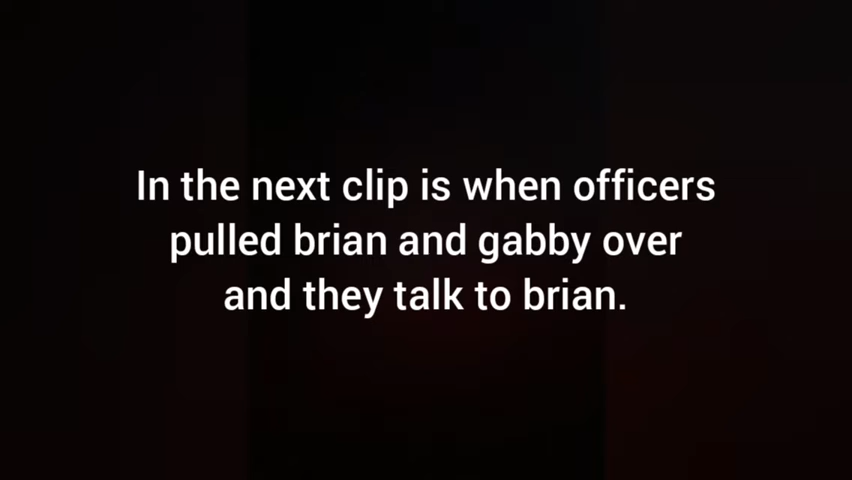 In the next clip is when officers
pulled brian and gabby over
and they talk to brian.